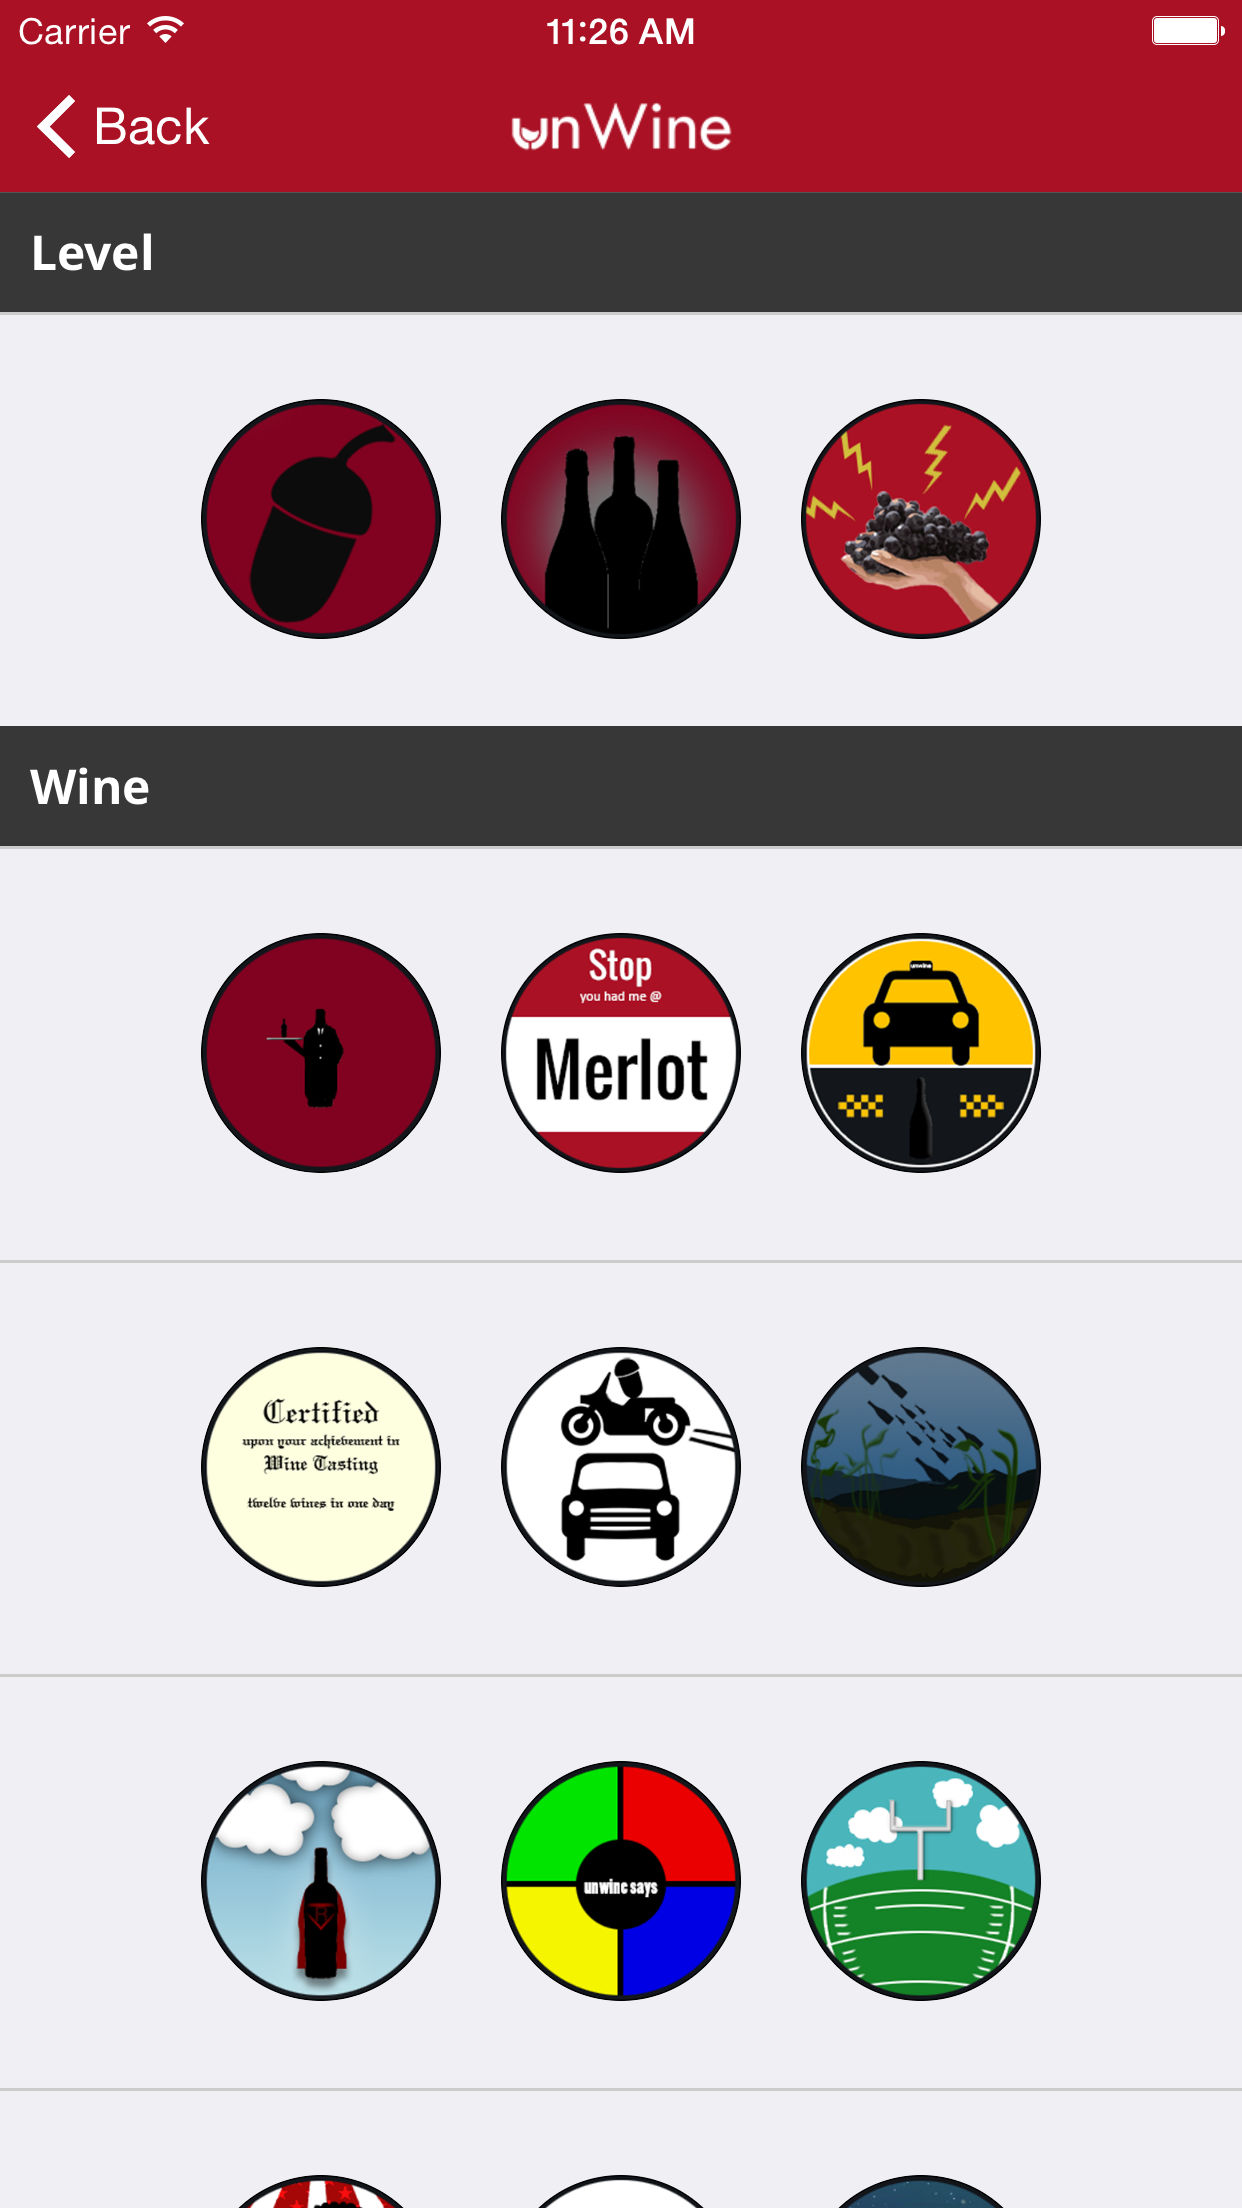 Carrier 11:26 AM
Back unWine
Level
Wine
Stop
you had me @
Merlot
unwine
Certified
upon your achievement in
Wine Tasting
twelve wines in one day
unwine says